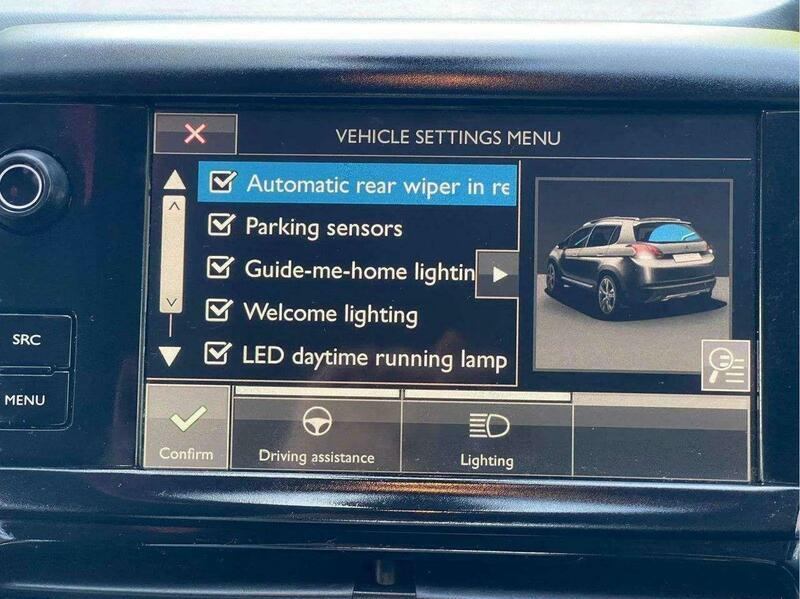 VEHICLE SETTINGS MENU
Automatic rear wiper in re
Parking sensors
Guide-me-home lightin
Welcome lighting
LED daytime running lamp
SRC
MENU
Confirm
Driving assistance
Lighting